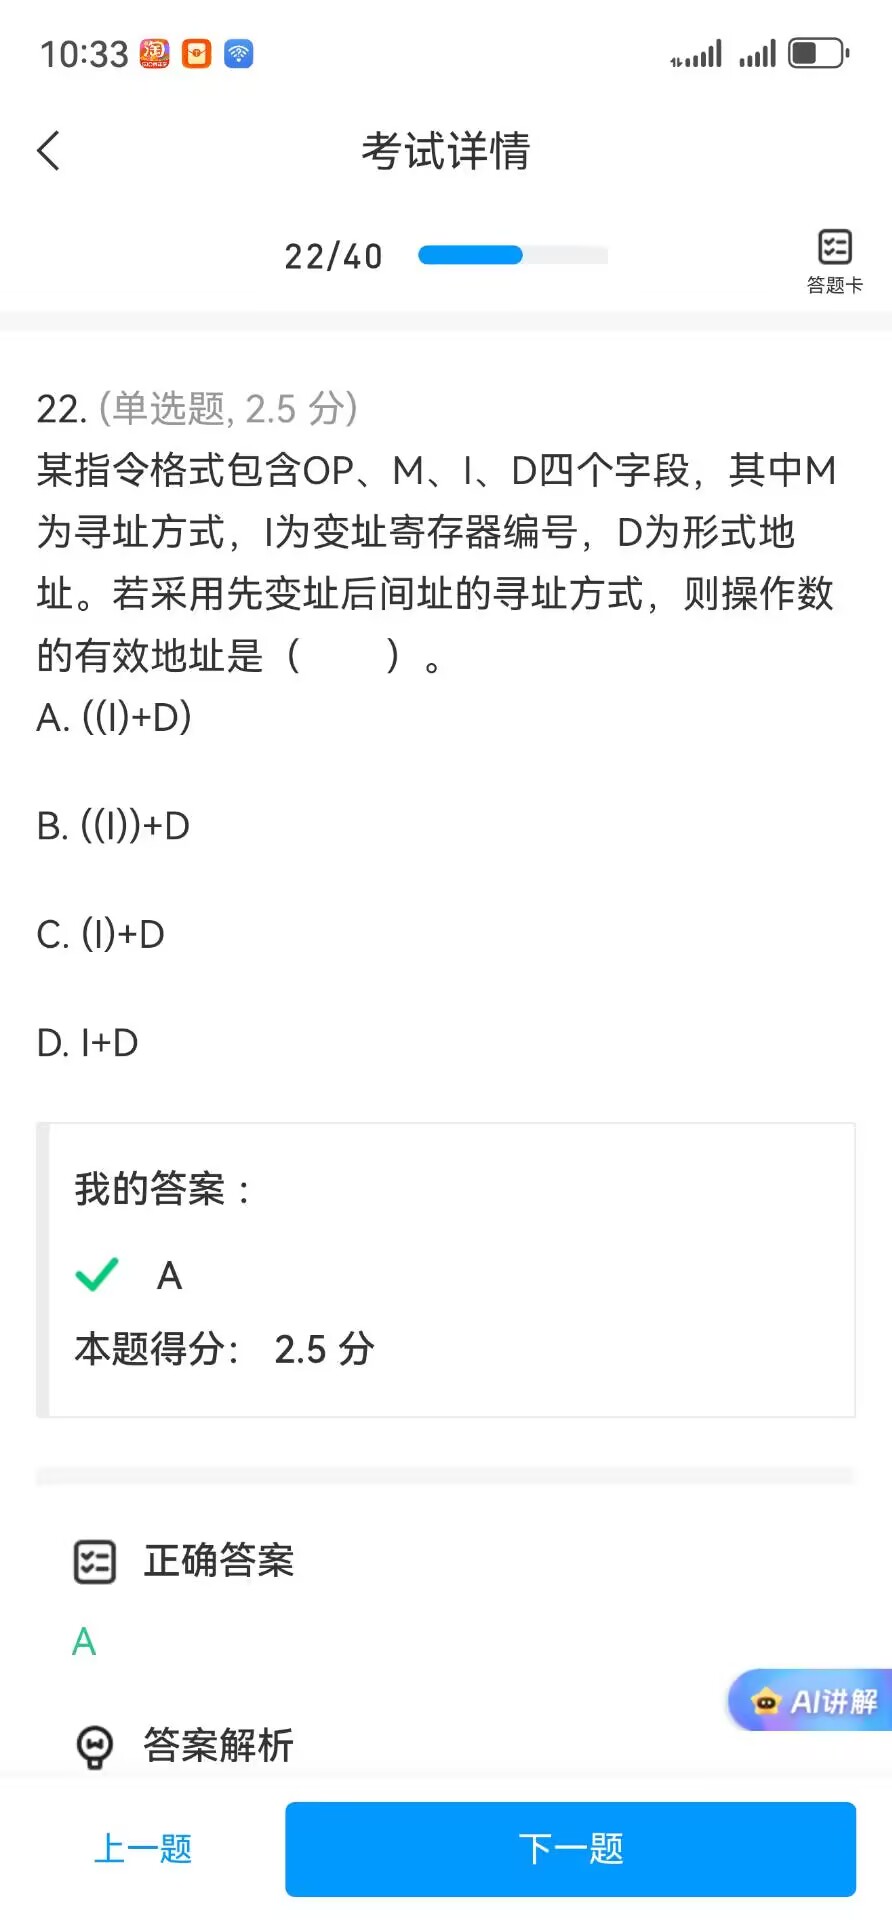 10:33
考试详情
22/40
答题卡
22. (单选题, 2.5 分)
某指令格式包含OP、M、I、D四个字段，其中M
为寻址方式，I为变址寄存器编号，D为形式地
址。若采用先变址后间址的寻址方式，则操作数
的有效地址是（　　）。
A. ((I)+D)
B. ((I))+D
C. (I)+D
D. I+D
我的答案：
A
本题得分： 2.5 分
正确答案
A
AI讲解
答案解析
上一题
下一题